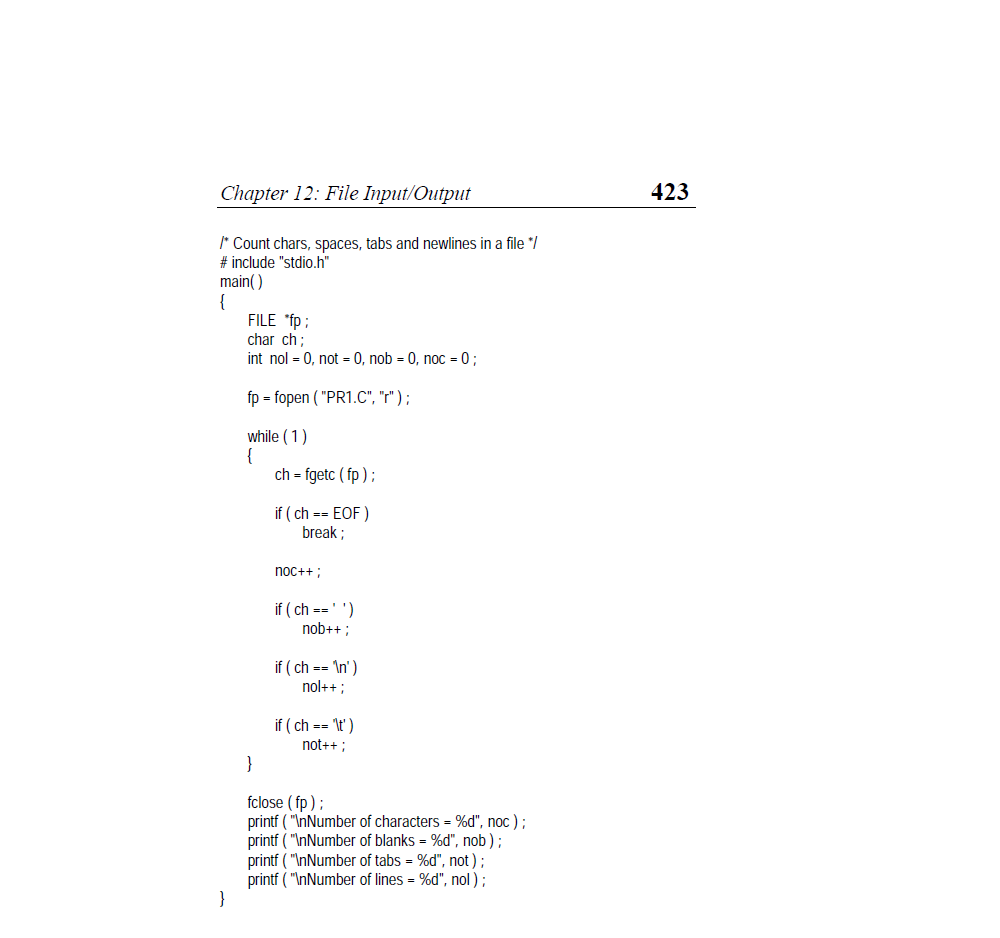 Chapter 12: File Input/Output 423
/* Count chars, spaces, tabs and newlines in a file */
# include "stdio.h"
main( )
{
FILE *fp ;
char ch ;
int nol = 0, not = 0, nob = 0, noc = 0 ;
fp = fopen ( "PR1.C", "r" ) ;
while ( 1 )
{
ch = fgetc ( fp ) ;
if ( ch == EOF )
break ;
noc++ ;
if ( ch == ' ' )
nob++ ;
if ( ch == '\n' )
nol++ ;
if ( ch == '\t' )
not++ ;
}
fclose ( fp ) ;
printf ( "\nNumber of characters = %d", noc ) ;
printf ( "\nNumber of blanks = %d", nob ) ;
printf ( "\nNumber of tabs = %d", not ) ;
printf ( "\nNumber of lines = %d", nol ) ;
}